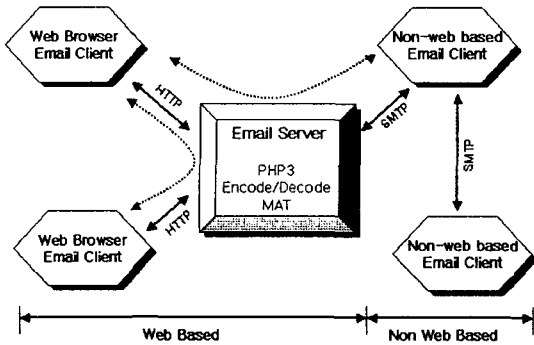 Web Browser
Email Client
Non-web based
Email Client
HTTP
SMTP
Email Server
PHP3
Encode/Decode
MAT
SMTP
HTTP
Web Browser
Email Client
Non-web based
Email Client
Web Based
Non Web Based